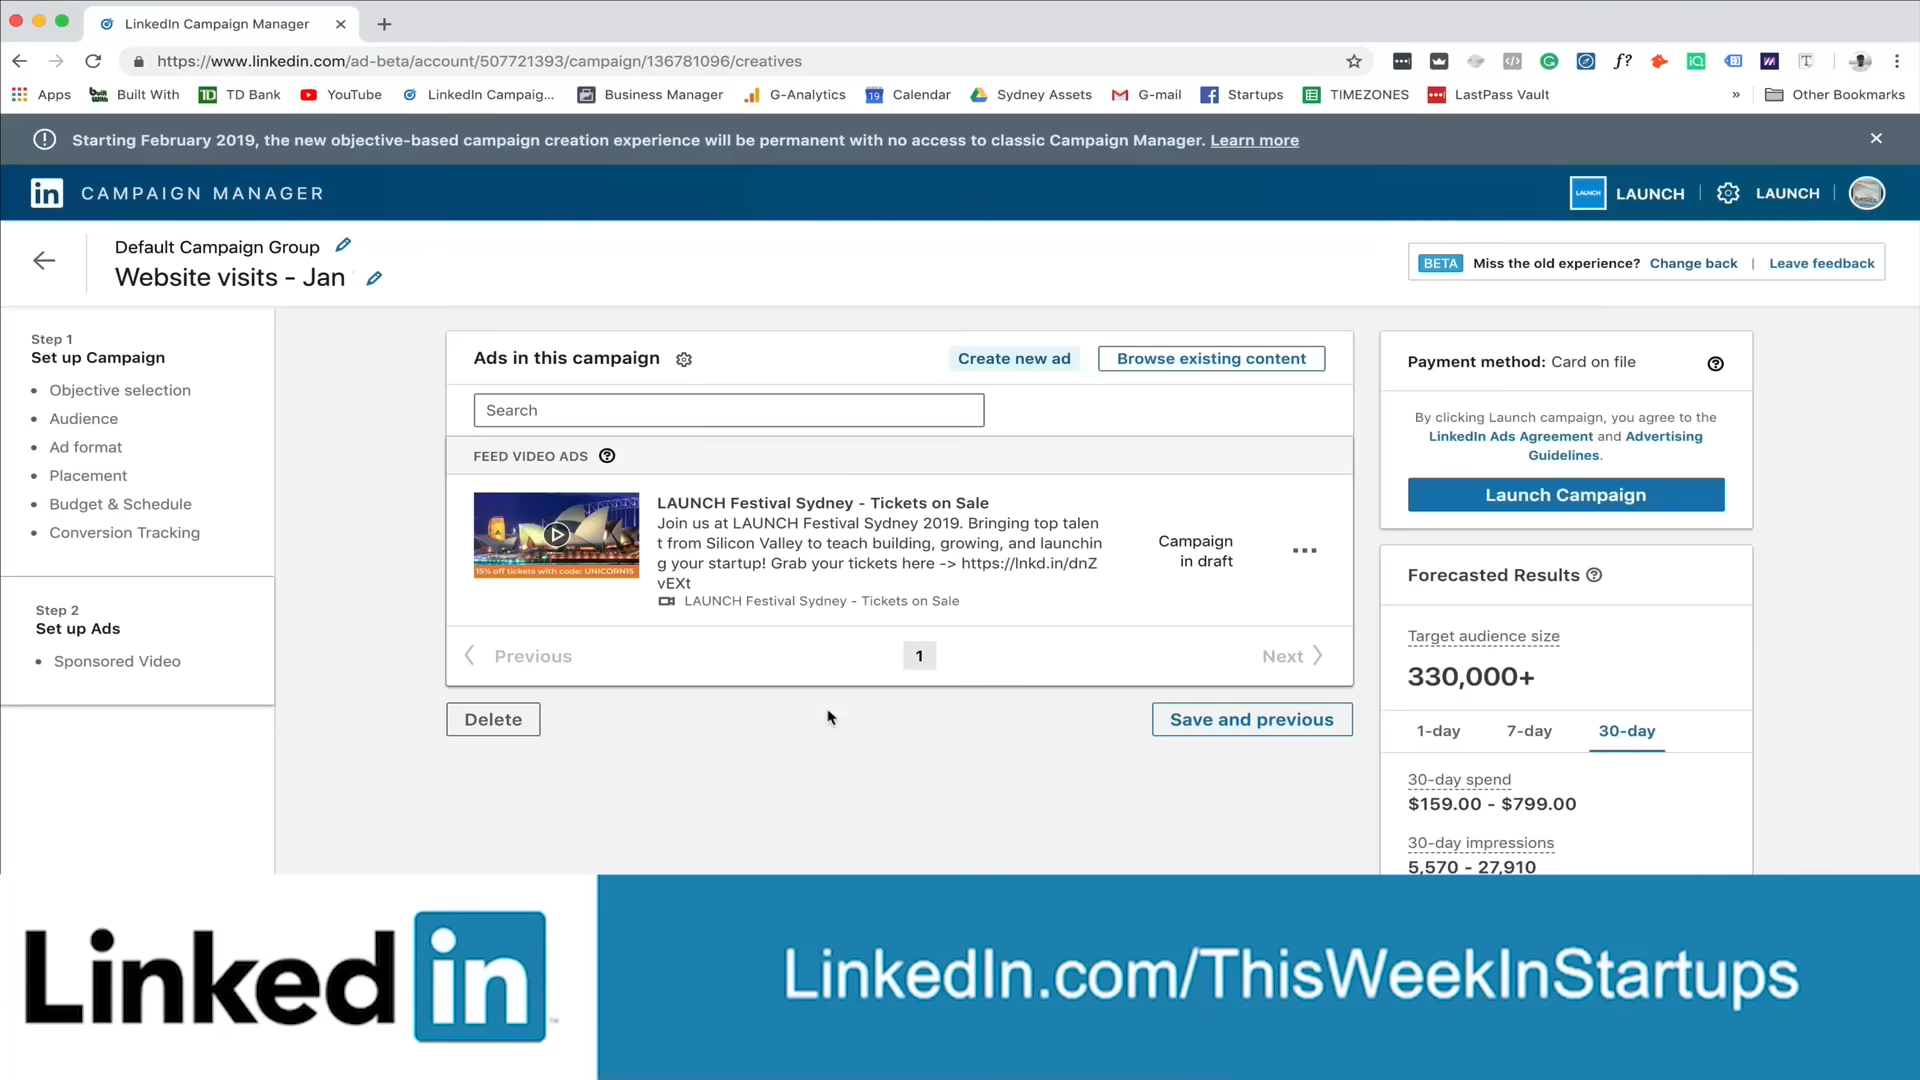 LinkedIn Campaign Manager
https://www.linkedin.com/ad-beta/account/507721393/campaign/136781096/creatives
Apps Built With TD Bank YouTube LinkedIn Campaig... Business Manager G-Analytics Calendar Sydney Assets G-mail Startups TIMEZONES LastPass Vault » Other Bookmarks
Starting February 2019, the new objective-based campaign creation experience will be permanent with no access to classic Campaign Manager. Learn more
in CAMPAIGN MANAGER
LAUNCH LAUNCH LAUNCH
Default Campaign Group
Website visits - Jan
BETA Miss the old experience? Change back | Leave feedback
Step 1
Set up Campaign
Objective selection
Audience
Ad format
Placement
Budget & Schedule
Conversion Tracking
Step 2
Set up Ads
Sponsored Video
Ads in this campaign
Create new ad
Browse existing content
Search
FEED VIDEO ADS
15% off tickets with code: UNICORN15
LAUNCH Festival Sydney - Tickets on Sale
Join us at LAUNCH Festival Sydney 2019. Bringing top talen
t from Silicon Valley to teach building, growing, and launchin
g your startup! Grab your tickets here -> https://lnkd.in/dnZ
vEXt
LAUNCH Festival Sydney - Tickets on Sale
Campaign
in draft
Previous
1
Next
Delete
Save and previous
Payment method: Card on file
By clicking Launch campaign, you agree to the
LinkedIn Ads Agreement and Advertising
Guidelines.
Launch Campaign
Forecasted Results
Target audience size
330,000+
1-day 7-day 30-day
30-day spend
$159.00 - $799.00
30-day impressions
5,570 - 27,910
Linked in
LinkedIn.com/ThisWeekInStartups